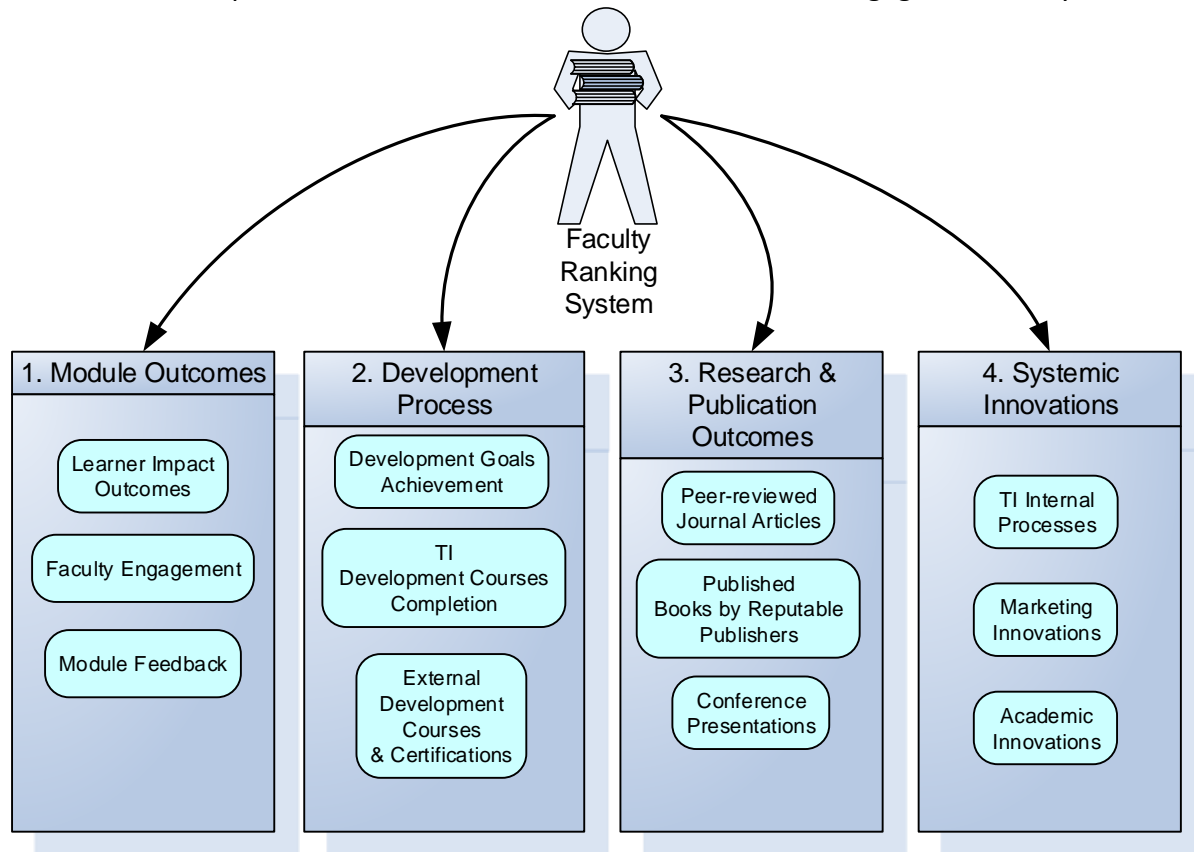 Faculty
Ranking
System
1. Module Outcomes
Learner Impact
Outcomes
Faculty Engagement
Module Feedback
2. Development
Process
Development Goals
Achievement
TI
Development Courses
Completion
External
Development
Courses
& Certifications
3. Research &
Publication
Outcomes
Peer-reviewed
Journal Articles
Published
Books by Reputable
Publishers
Conference
Presentations
4. Systemic
Innovations
TI Internal
Processes
Marketing
Innovations
Academic
Innovations